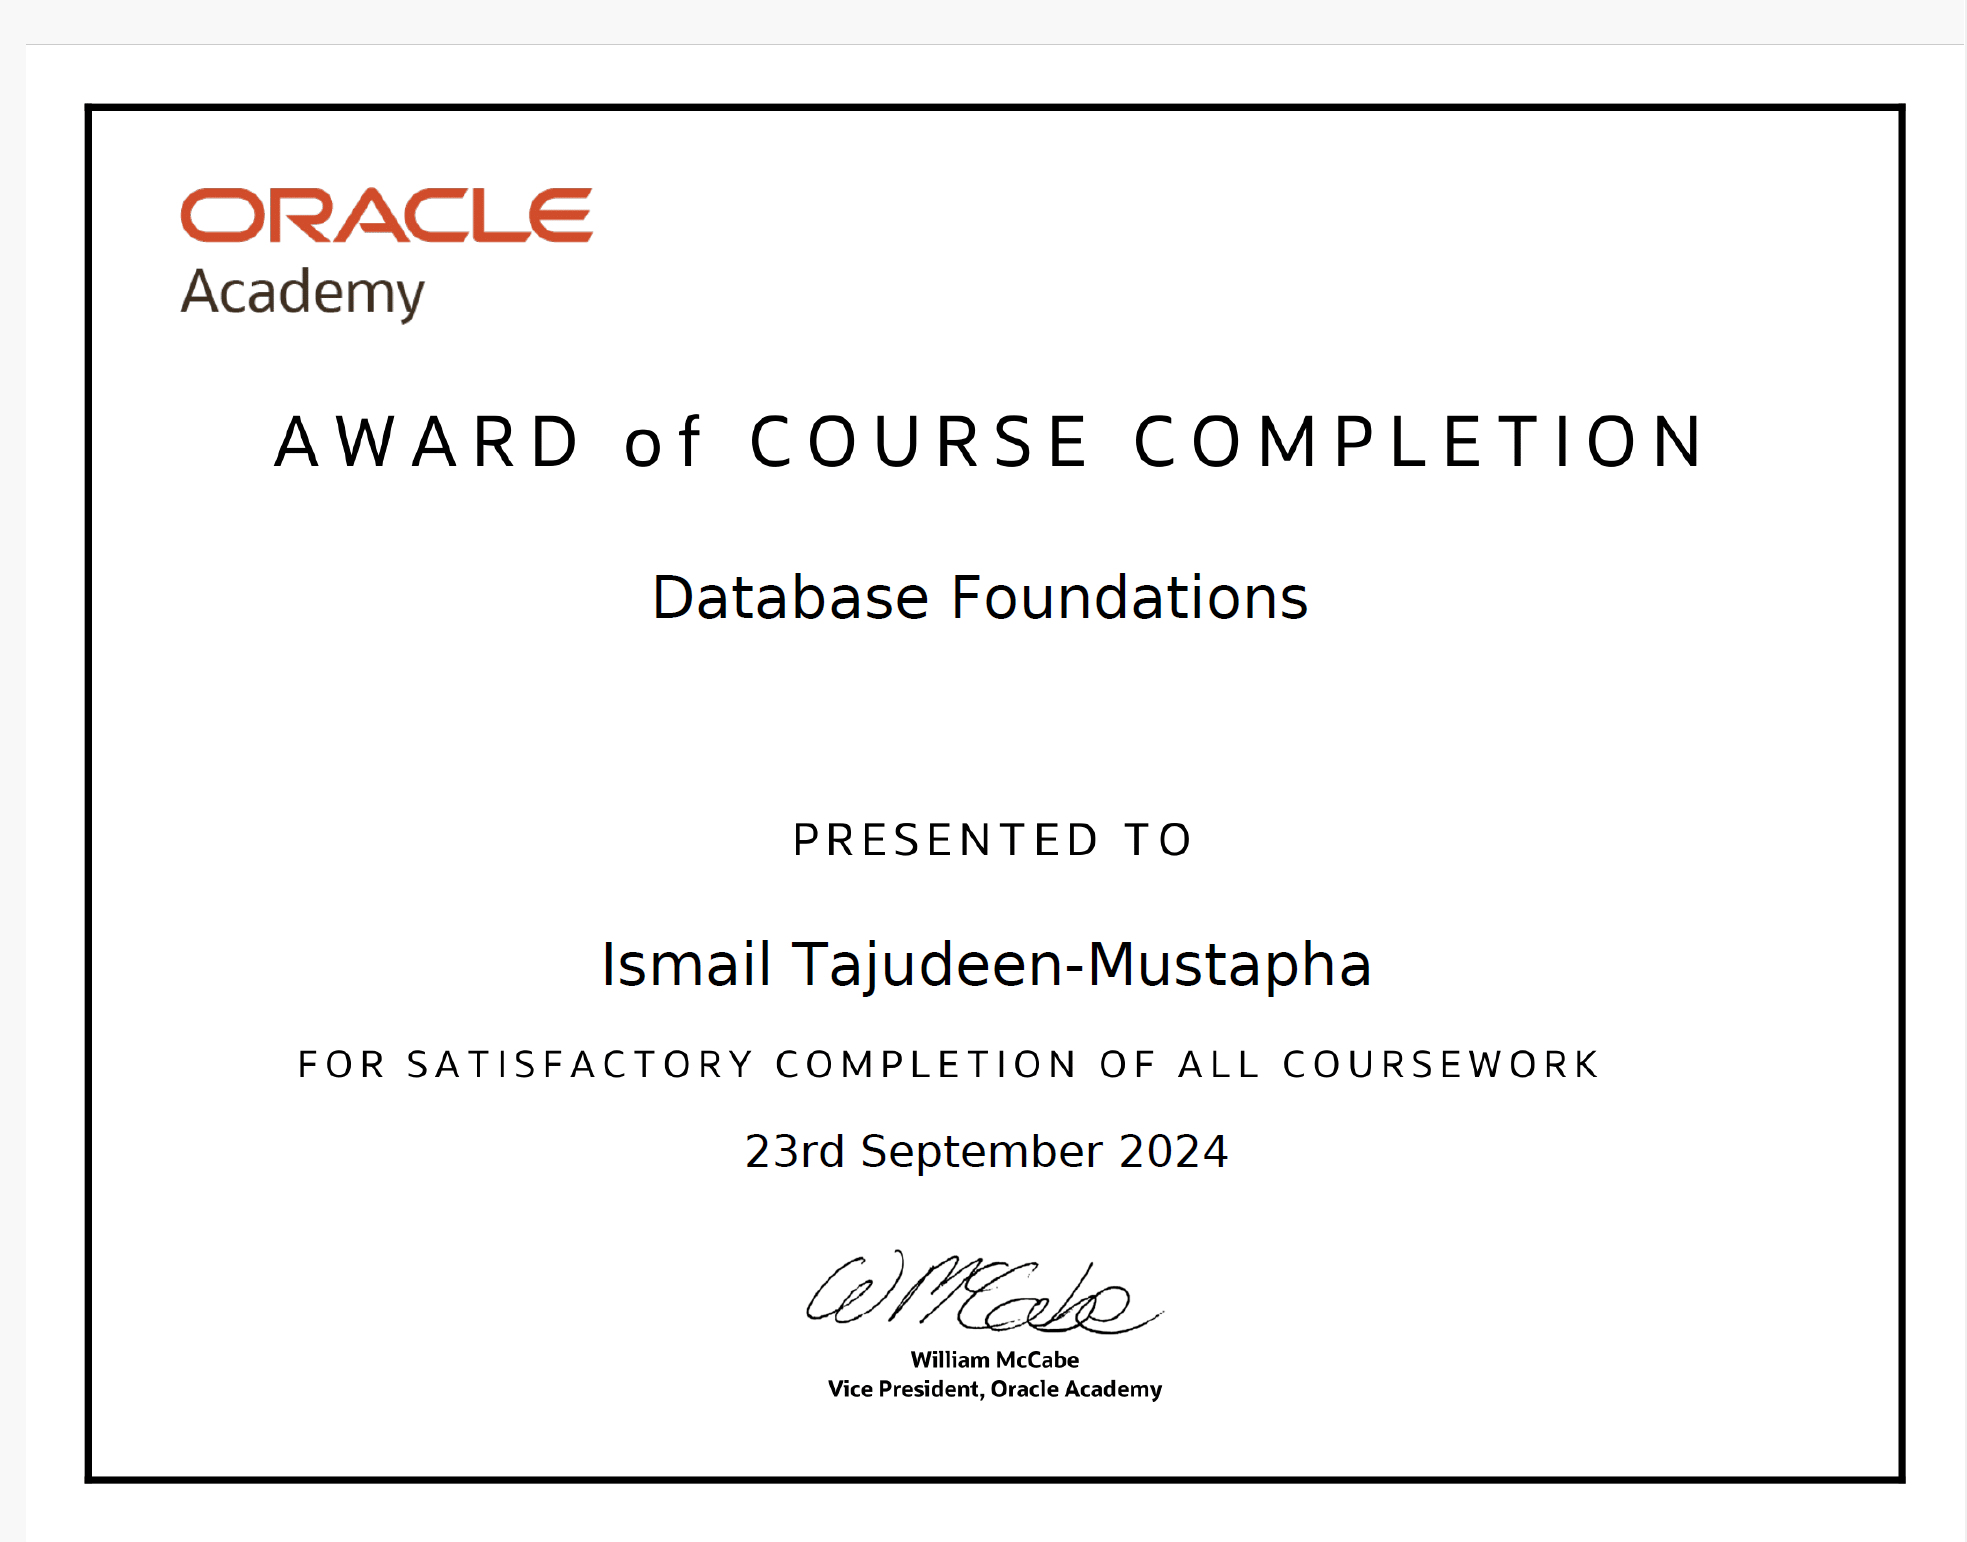 ORACLE
Academy
AWARD of COURSE COMPLETION
Database Foundations
PRESENTED TO
Ismail Tajudeen-Mustapha
FOR SATISFACTORY COMPLETION OF ALL COURSEWORK
23rd September 2024
W McCabe
William McCabe
Vice President, Oracle Academy